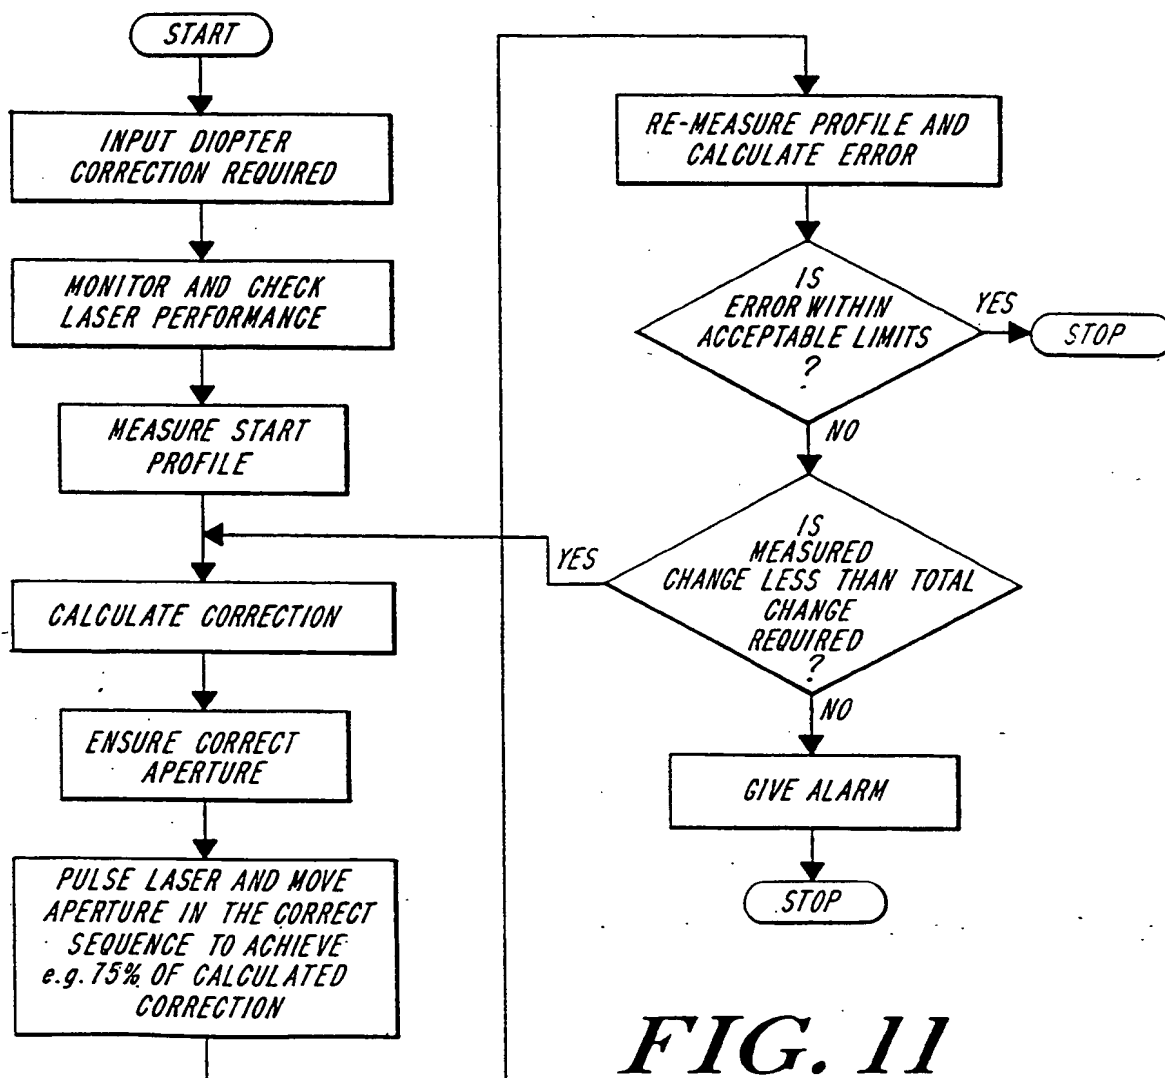 START
INPUT DIOPTER
CORRECTION REQUIRED
MONITOR AND CHECK
LASER PERFORMANCE
MEASURE START
PROFILE
CALCULATE CORRECTION
ENSURE CORRECT
APERTURE
PULSE LASER AND MOVE
APERTURE IN THE CORRECT
SEQUENCE TO ACHIEVE
e.g. 75% OF CALCULATED
CORRECTION
RE-MEASURE PROFILE AND
CALCULATE ERROR
IS
ERROR WITHIN
ACCEPTABLE LIMITS
?
YES
STOP
NO
IS
MEASURED
CHANGE LESS THAN TOTAL
CHANGE
REQUIRED
?
YES
NO
GIVE ALARM
STOP
FIG. 11